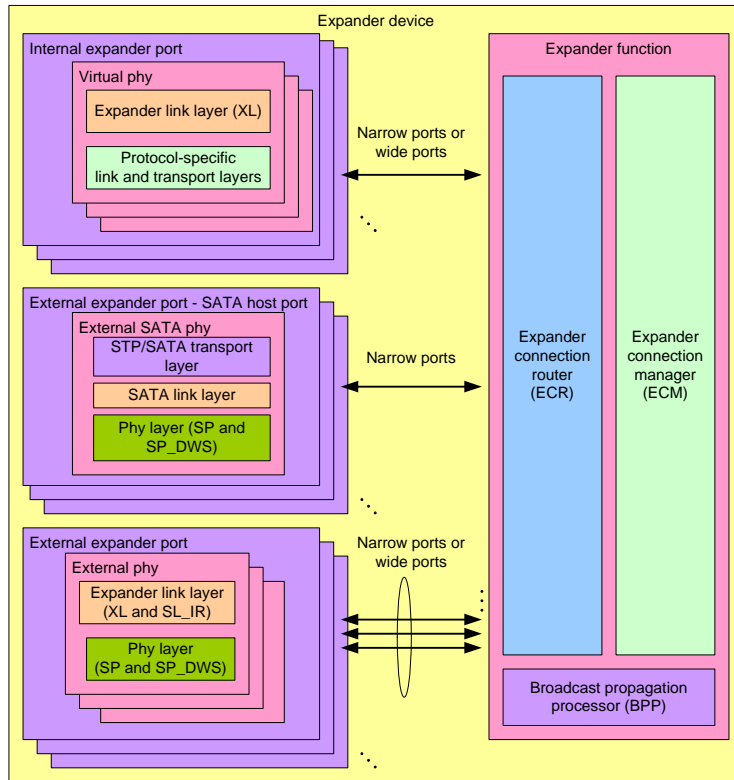 Expander device
Internal expander port
Virtual phy
Expander link layer (XL)
Protocol-specific
link and transport layers
Narrow ports or
wide ports
External expander port - SATA host port
External SATA phy
STP/SATA transport
layer
SATA link layer
Phy layer (SP and
SP_DWS)
Narrow ports
External expander port
External phy
Expander link layer
(XL and SL_IR)
Phy layer
(SP and SP_DWS)
Narrow ports or
wide ports
Expander function
Expander
connection
router
(ECR)
Expander
connection
manager
(ECM)
Broadcast propagation
processor (BPP)